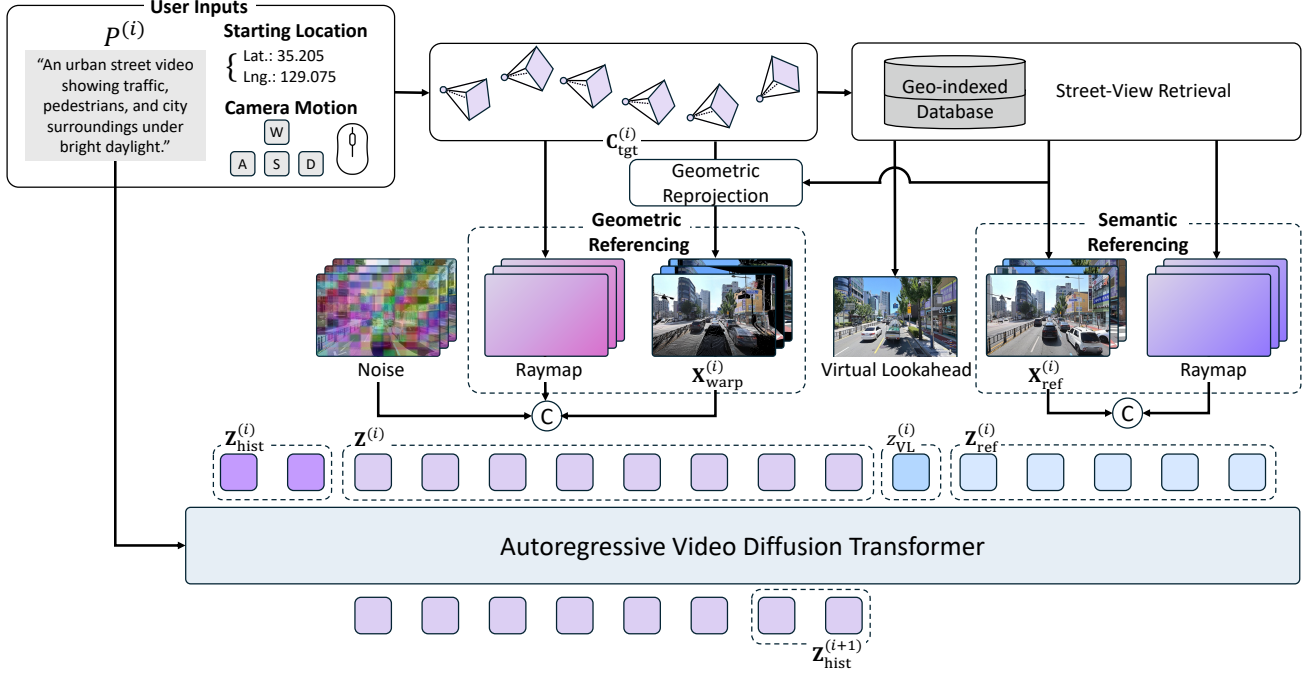 User Inputs
P^(i)
“An urban street video
showing traffic,
pedestrians, and city
surroundings under
bright daylight.”
Starting Location
{ Lat.: 35.205
Lng.: 129.075
Camera Motion
W
A S D
C_tgt^(i)
Geo-indexed
Database
Street-View Retrieval
Geometric
Reprojection
Geometric
Referencing
Semantic
Referencing
Noise
Raymap
X_warp^(i)
Virtual Lookahead
X_ref^(i)
Raymap
C
C
Z_hist^(i)
Z^(i)
z_VL^(i)
Z_ref^(i)
Autoregressive Video Diffusion Transformer
Z_hist^(i+1)